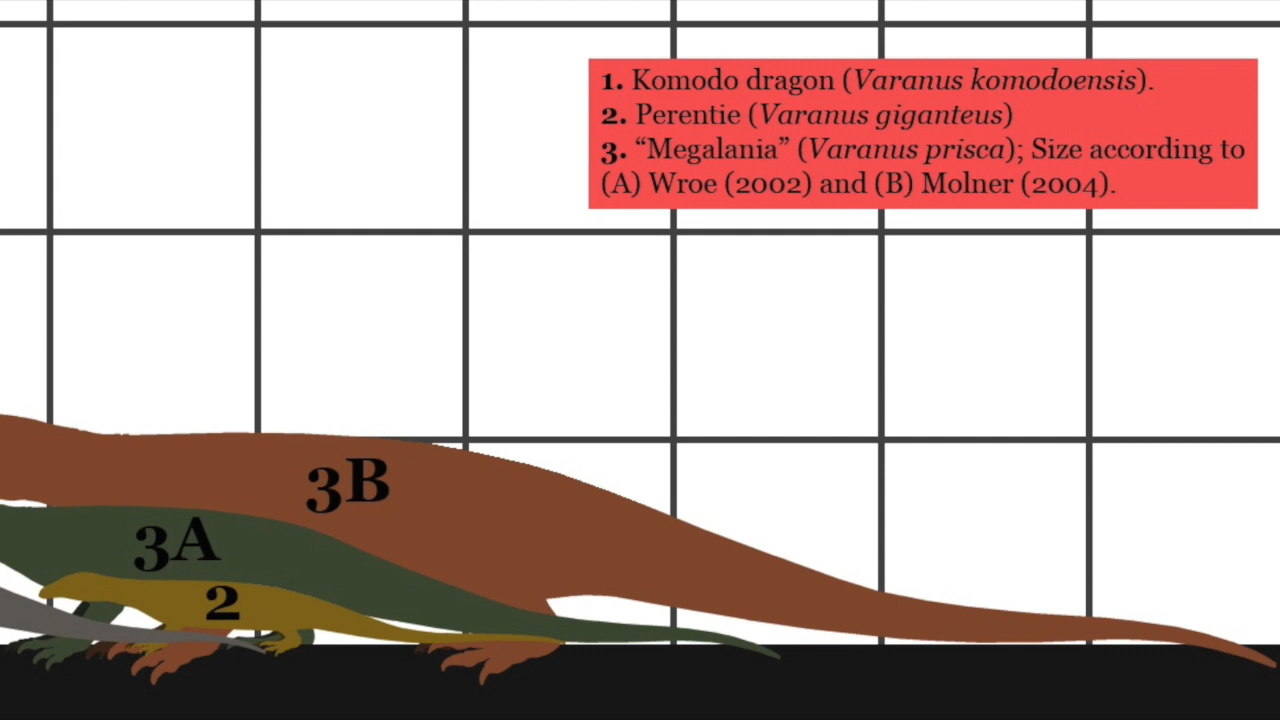 1. Komodo dragon (Varanus komodoensis).
2. Perentie (Varanus giganteus)
3. “Megalania” (Varanus prisca); Size according to
(A) Wroe (2002) and (B) Molner (2004).
3B
3A
2